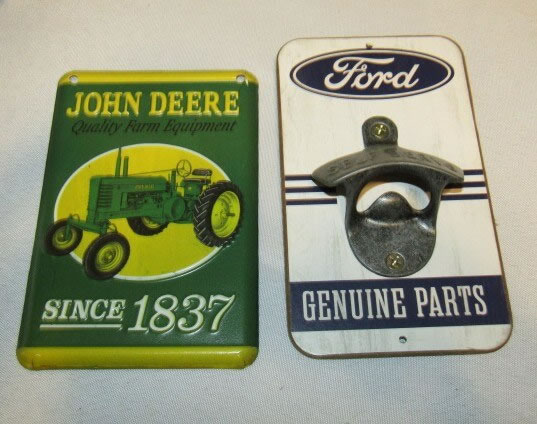 JOHN DEERE
Quality Farm Equipment
SINCE 1837
Ford
GENUINE PARTS